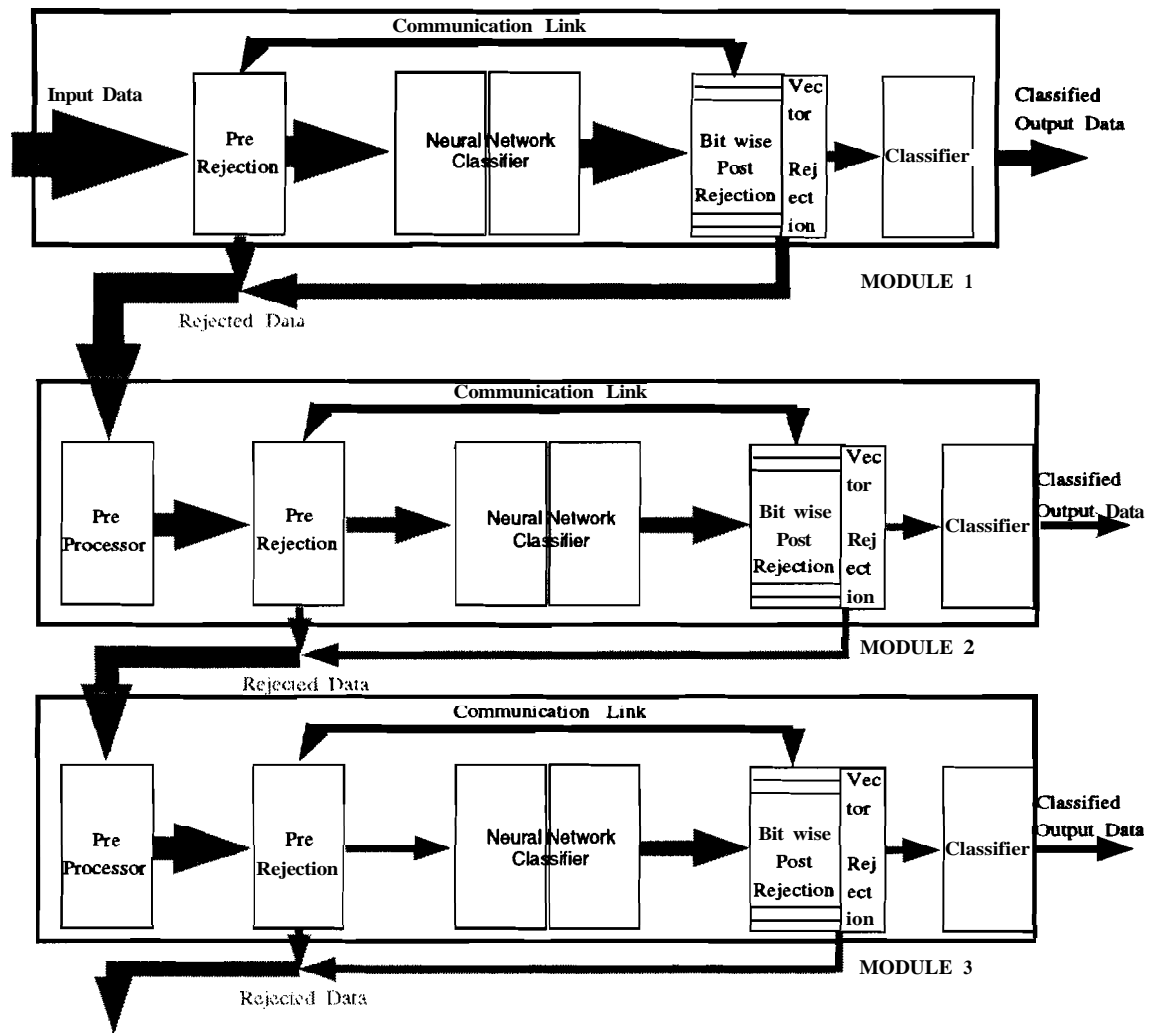 Communication Link
Input Data
Pre
Rejection
Neural Network
Classifier
Bit wise
Post
Rejection
Vec
tor
Rej
ect
ion
Classifier
Classified
Output Data
MODULE 1
Rejected Data
Communication Link
Pre
Processor
Pre
Rejection
Neural Network
Classifier
Bit wise
Post
Rejection
Vec
tor
Rej
ect
ion
Classifier
Classified
Output Data
MODULE 2
Rejected Data
Communication Link
Pre
Processor
Pre
Rejection
Neural Network
Classifier
Bit wise
Post
Rejection
Vec
tor
Rej
ect
ion
Classifier
Classified
Output Data
MODULE 3
Rejected Data